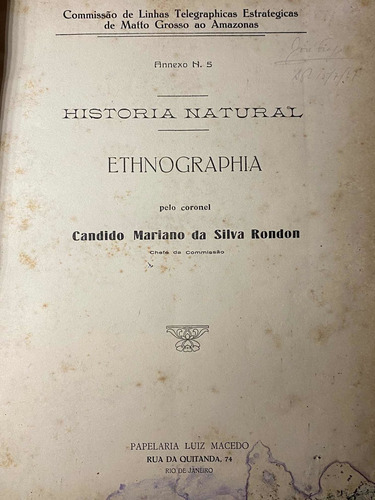 Commissão de Linhas Telegraphicas Estrategicas
de Matto Grosso ao Amazonas
Annexo N. 5
HISTORIA NATURAL
ETHNOGRAPHIA
pelo coronel
Candido Mariano da Silva Rondon
Chefe da Commissão
PAPELARIA LUIZ MACEDO
RUA DA QUITANDA, 74
RIO DE JANEIRO